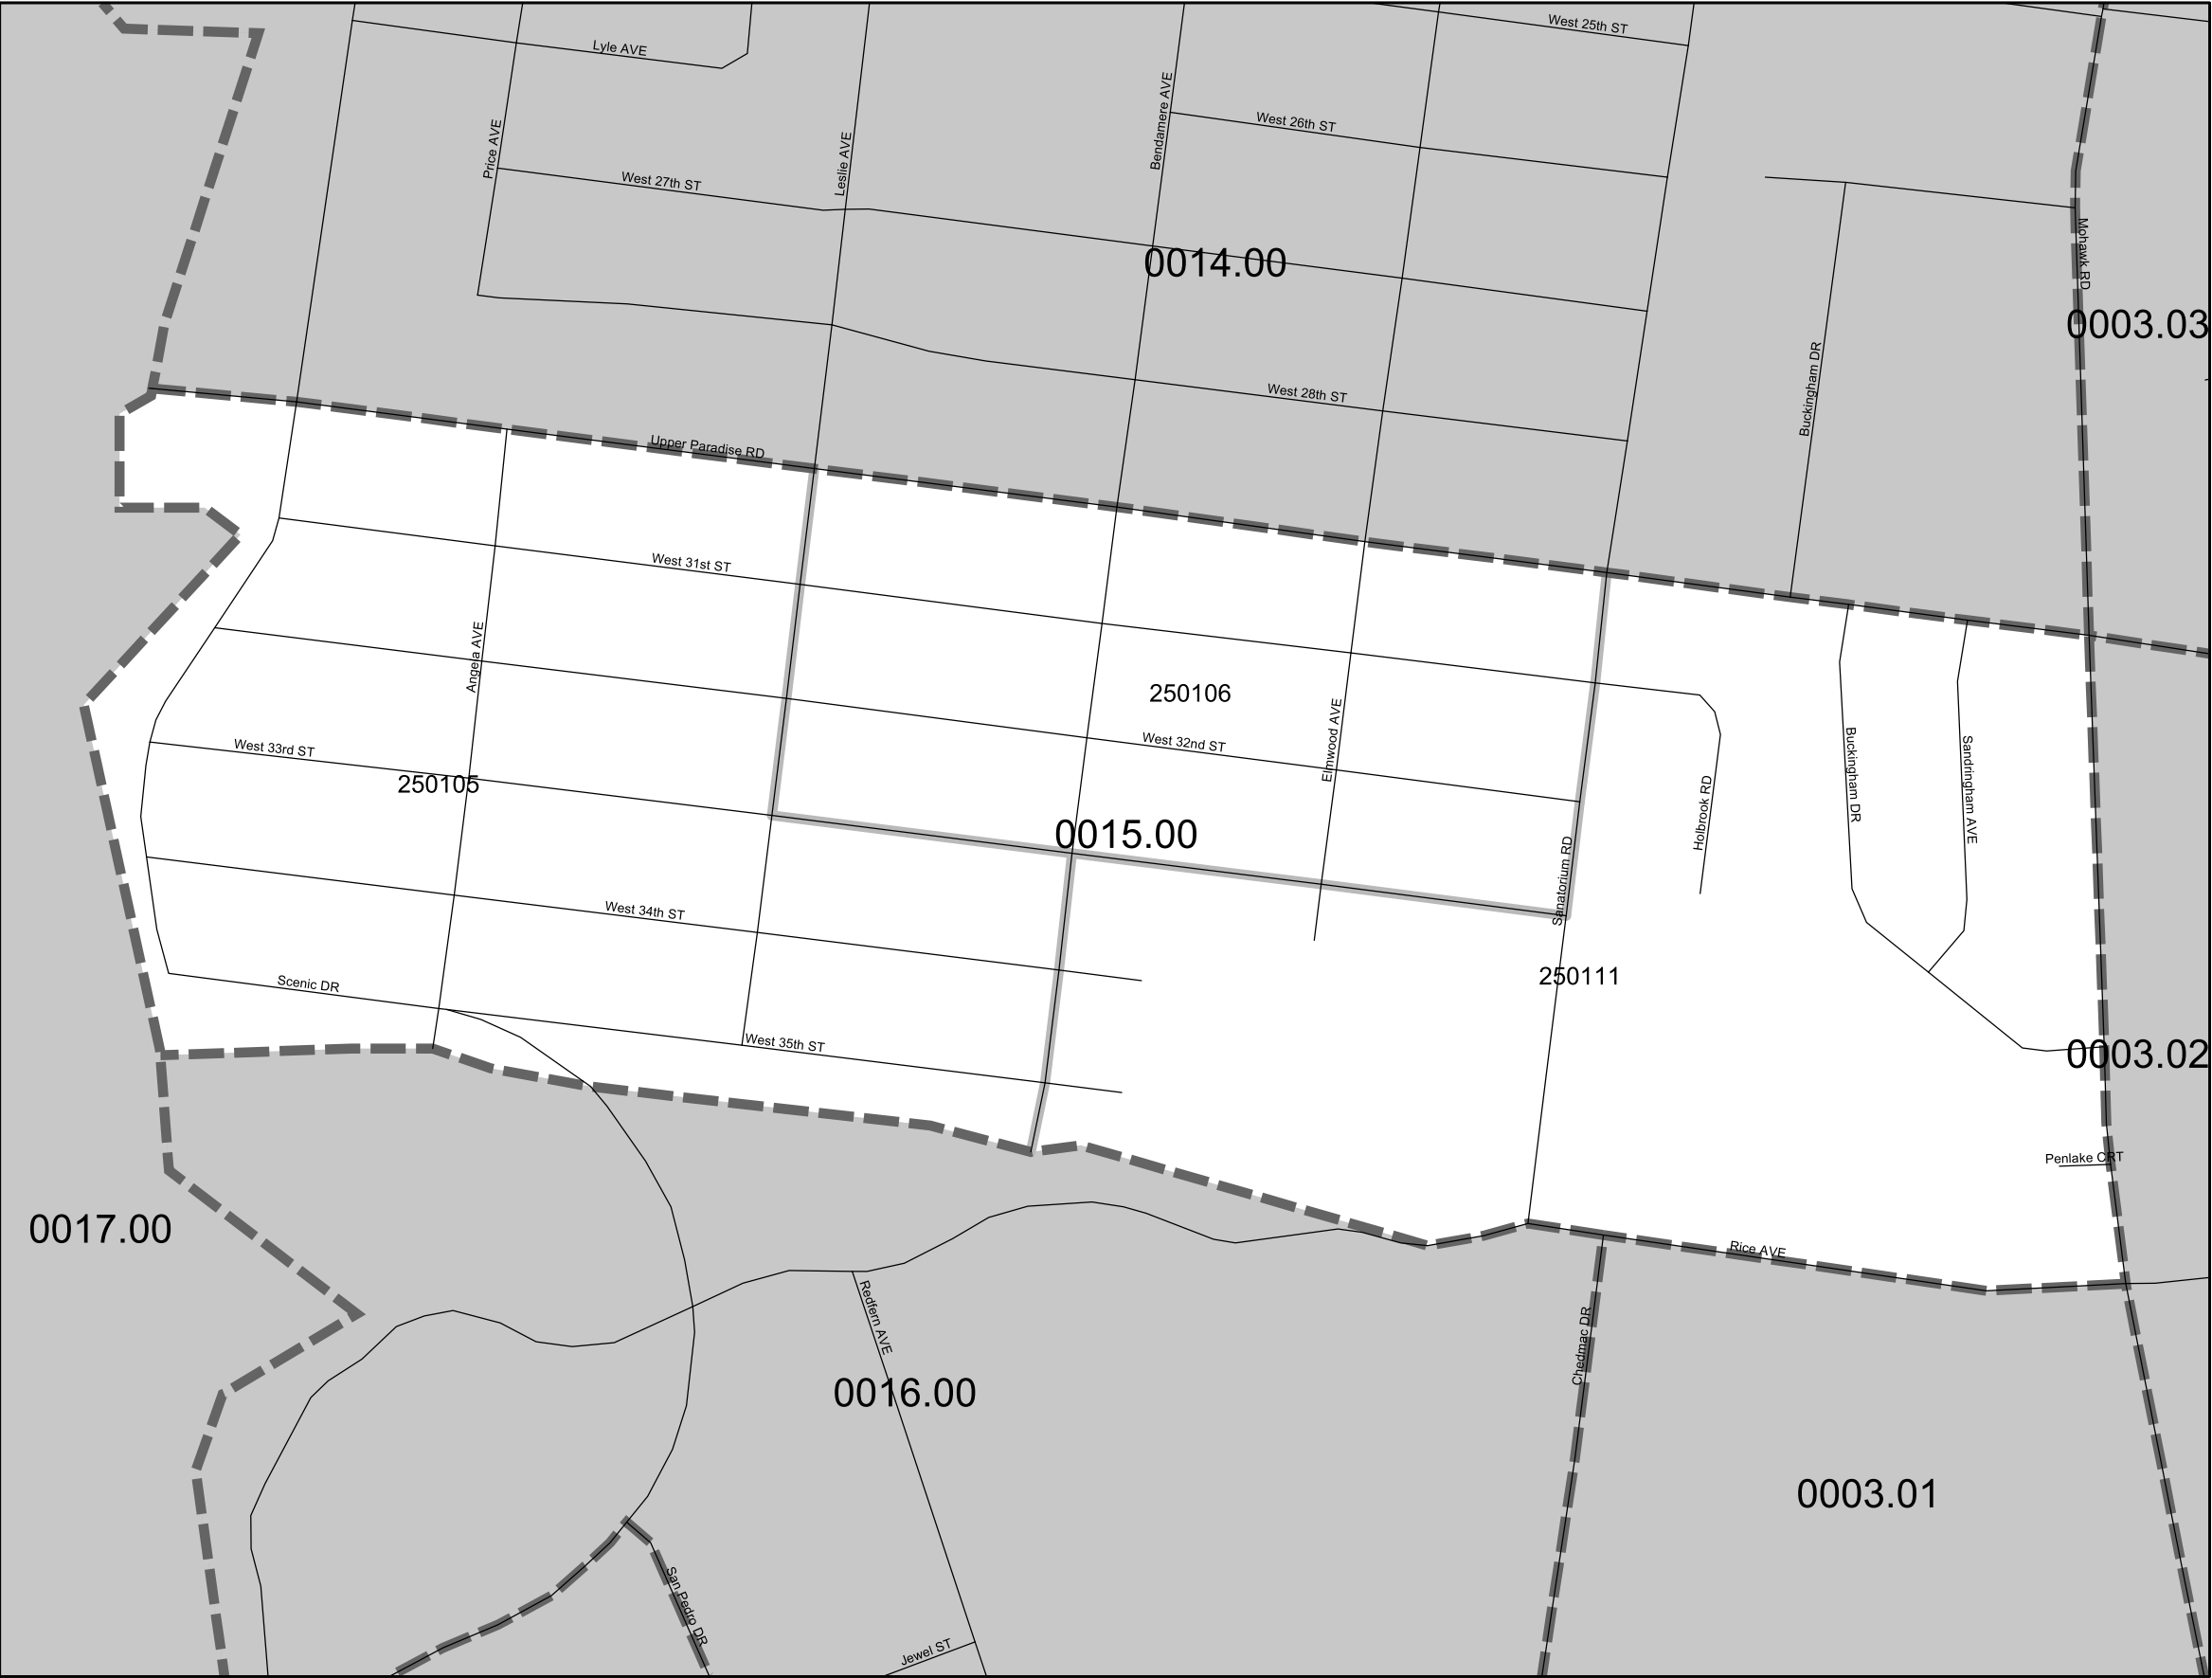 West 25th ST
Lyle AVE
West 26th ST
Price AVE
Leslie AVE
Bendamere AVE
West 27th ST
0014.00
Mohawk RD
0003.03
West 28th ST
Buckingham DR
Upper Paradise RD
West 31st ST
Angela AVE
250106
West 32nd ST
Elmwood AVE
West 33rd ST
250105
0015.00
Buckingham DR
Sandringham AVE
Holbrook RD
Sanatorium RD
West 34th ST
250111
Scenic DR
West 35th ST
0003.02
Penlake CRT
0017.00
Rice AVE
Redfern AVE
Chedmac DR
0016.00
0003.01
San Pedro DR
Jewel ST